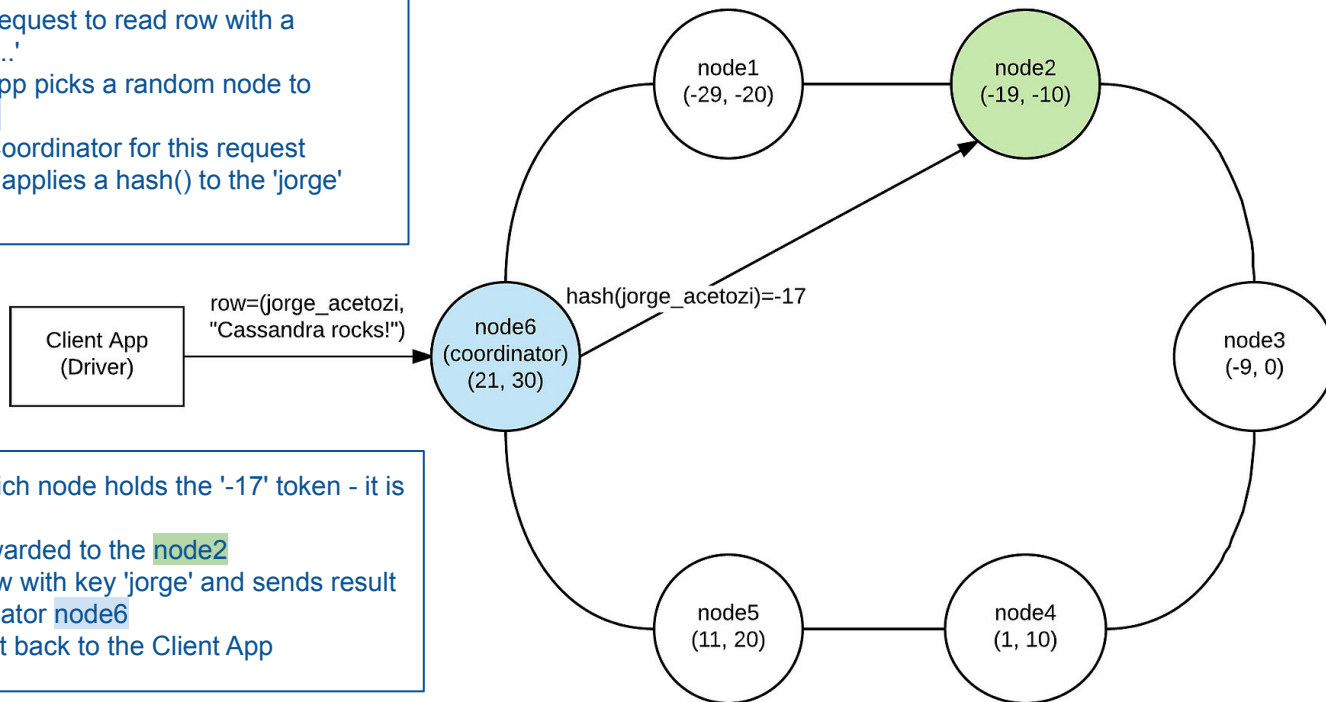 equest to read row with a
..'
pp picks a random node to
oordinator for this request
applies a hash() to the 'jorge'
node1
(-29, -20)
node2
(-19, -10)
row=(jorge_acetozi,
"Cassandra rocks!")
hash(jorge_acetozi)=-17
Client App
(Driver)
node6
(coordinator)
(21, 30)
node3
(-9, 0)
ich node holds the '-17' token - it is
warded to the node2
w with key 'jorge' and sends result
ator node6
t back to the Client App
node5
(11, 20)
node4
(1, 10)